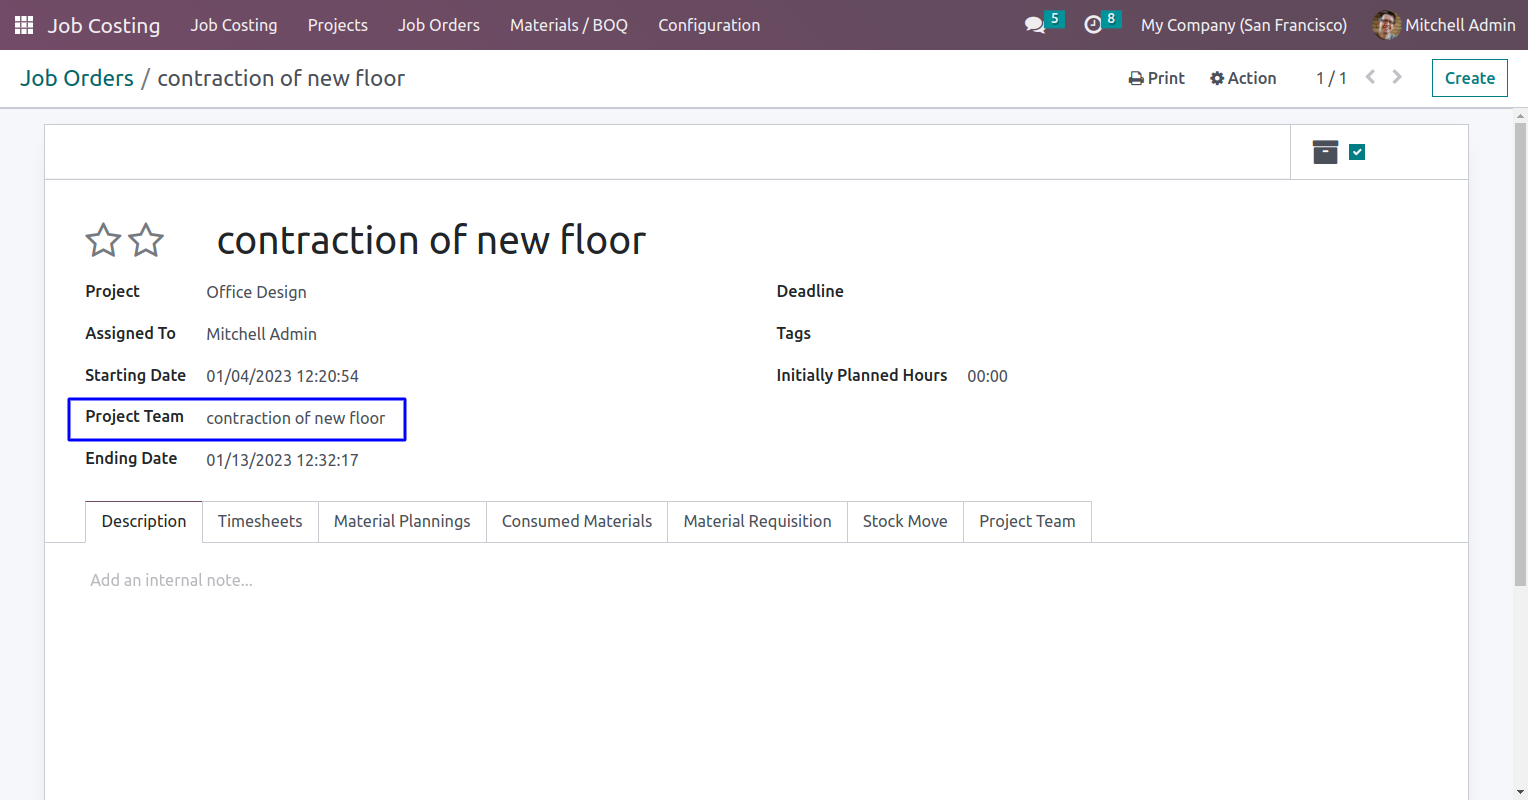 Job Costing Job Costing Projects Job Orders Materials / BOQ Configuration 5 8 My Company (San Francisco) Mitchell Admin
Job Orders / contraction of new floor Print Action 1 / 1 Create
contraction of new floor
Project Office Design Deadline
Assigned To Mitchell Admin Tags
Starting Date 01/04/2023 12:20:54 Initially Planned Hours 00:00
Project Team contraction of new floor
Ending Date 01/13/2023 12:32:17
Description Timesheets Material Plannings Consumed Materials Material Requisition Stock Move Project Team
Add an internal note...